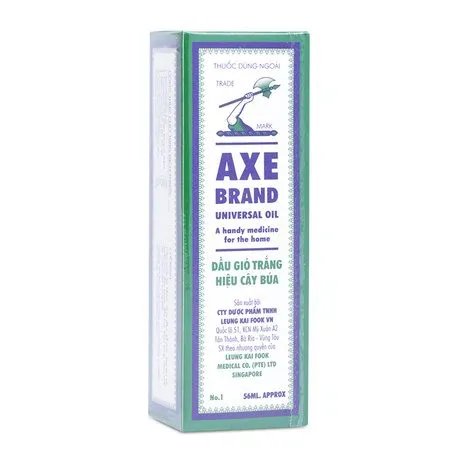 THUỐC DÙNG NGOÀI
TRADE
MARK
AXE
BRAND
UNIVERSAL OIL
A handy medicine
for the home
DẦU GIÓ TRẮNG
HIỆU CÂY BÚA
Sản xuất bởi
CTY DƯỢC PHẨM TNHH
LEUNG KAI FOOK VN
Quốc lộ 51, KCN Mỹ Xuân A2
Tân Thành, Bà Rịa - Vũng Tàu
SX theo nhượng quyền của
LEUNG KAI FOOK
MEDICAL CO. (PTE) LTD
SINGAPORE
No.1
56ML. APPROX